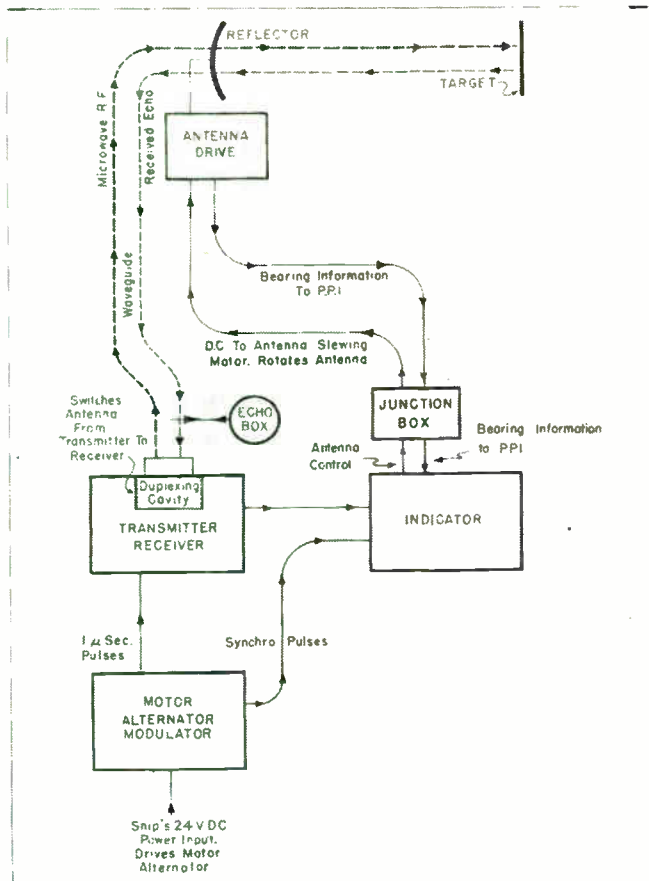 REFLECTOR
TARGET
Microwave R.F.
Received Echo
Waveguide
ANTENNA
DRIVE
Bearing Information
To P.P.I
D.C To Antenna Slewing
Motor. Rotates Antenna
Switches
Antenna
From
Transmitter To
Receiver
ECHO
BOX
JUNCTION
BOX
Antenna
Control
Bearing Information
to PPI
Duplexing
Cavity
TRANSMITTER
RECEIVER
INDICATOR
1 μ Sec.
Pulses
Synchro Pulses
MOTOR
ALTERNATOR
MODULATOR
Ship's 24 V DC
Power Input.
Drives Motor
Alternator